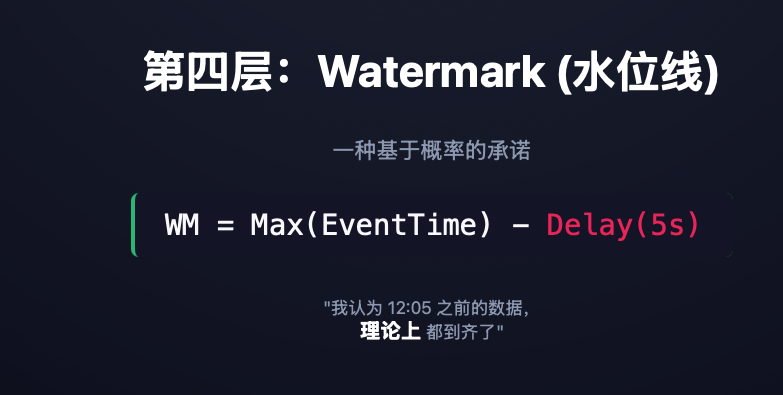 第四层：Watermark (水位线)
一种基于概率的承诺
WM = Max(EventTime) - Delay(5s)
"我认为 12:05 之前的数据，
理论上 都到齐了"